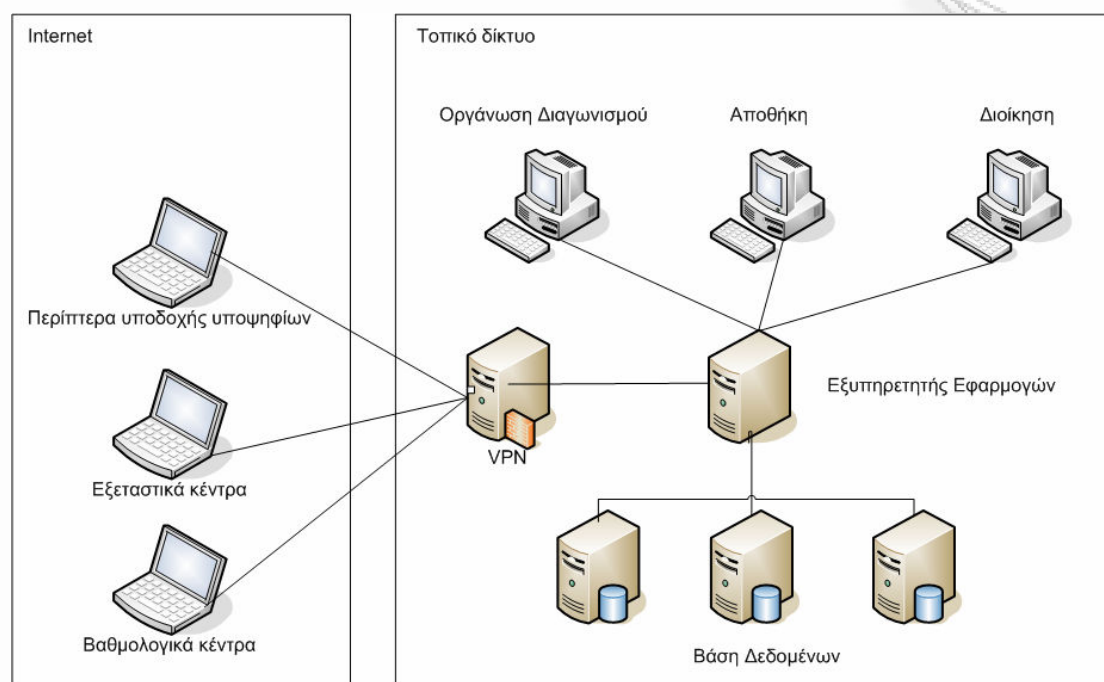 Internet
Τοπικό δίκτυο
Οργάνωση Διαγωνισμού
Αποθήκη
Διοίκηση
Περίπτερα υποδοχής υποψηφίων
Εξυπηρετητής Εφαρμογών
VPN
Εξεταστικά κέντρα
Βαθμολογικά κέντρα
Βάση Δεδομένων